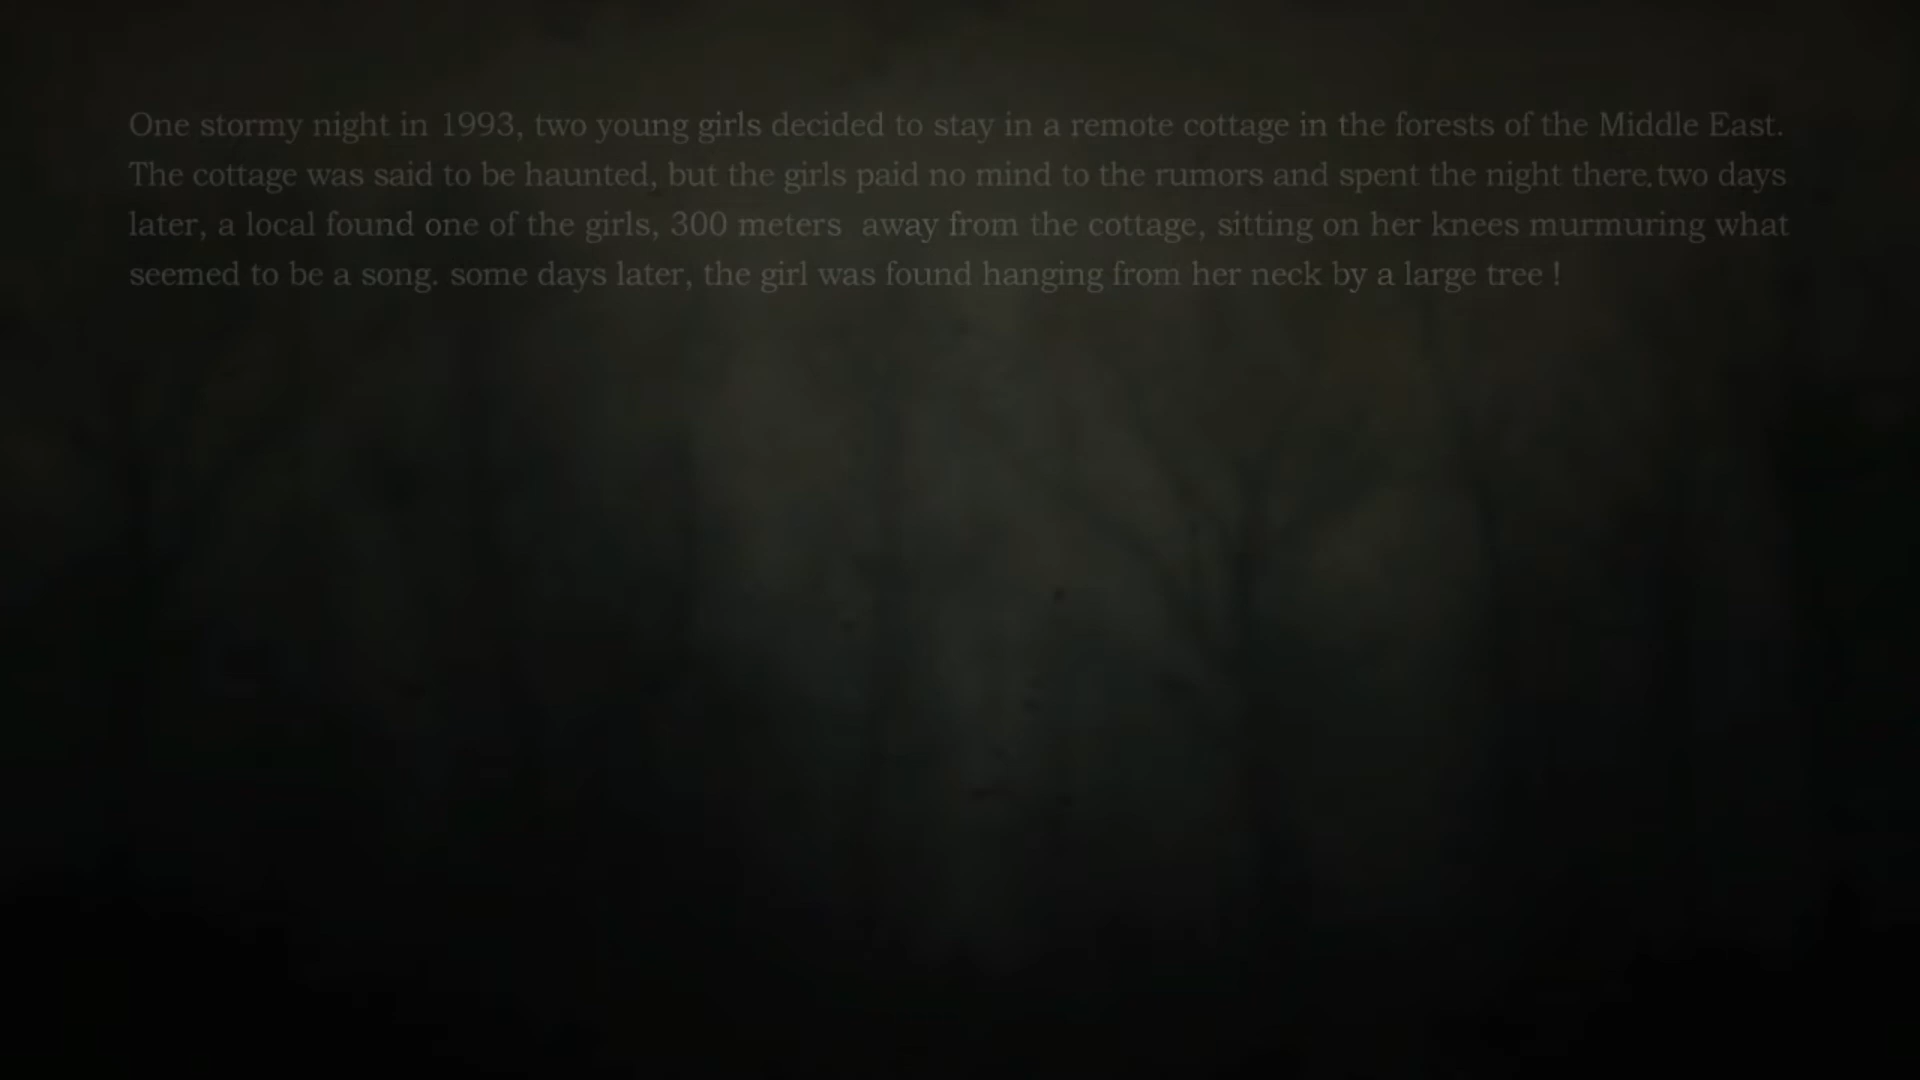 One stormy night in 1993, two young girls decided to stay in a remote cottage in the forests of the Middle East.
The cottage was said to be haunted, but the girls paid no mind to the rumors and spent the night there.two days
later, a local found one of the girls, 300 meters  away from the cottage, sitting on her knees murmuring what
seemed to be a song. some days later, the girl was found hanging from her neck by a large tree !